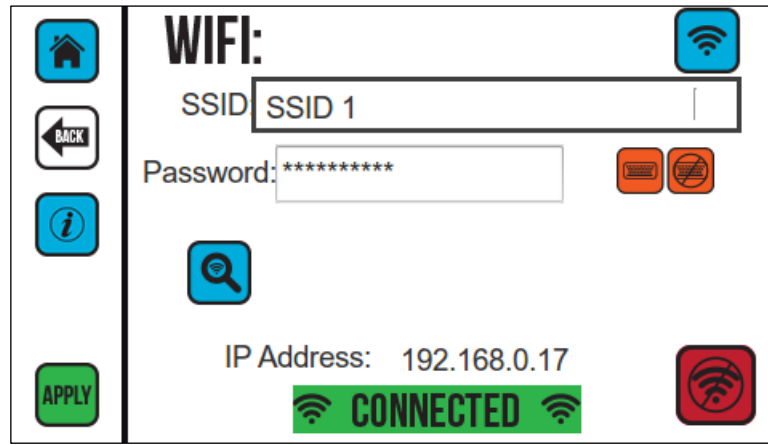 WIFI:
SSID: SSID 1
BACK
Password: **********
i
IP Address: 192.168.0.17
APPLY
CONNECTED